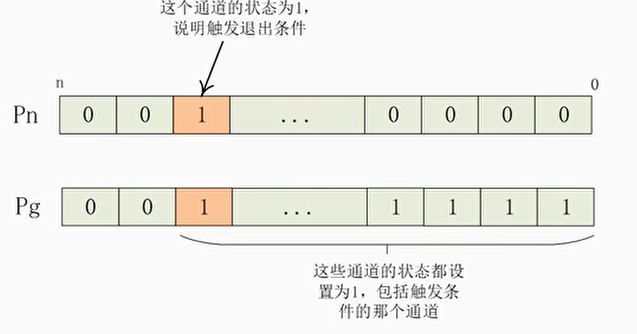 这个通道的状态为1,
说明触发退出条件
n 0
Pn 0 0 1 ... 0 0 0 0
Pg 0 0 1 ... 1 1 1 1
这些通道的状态都设
置为1，包括触发条
件的那个通道